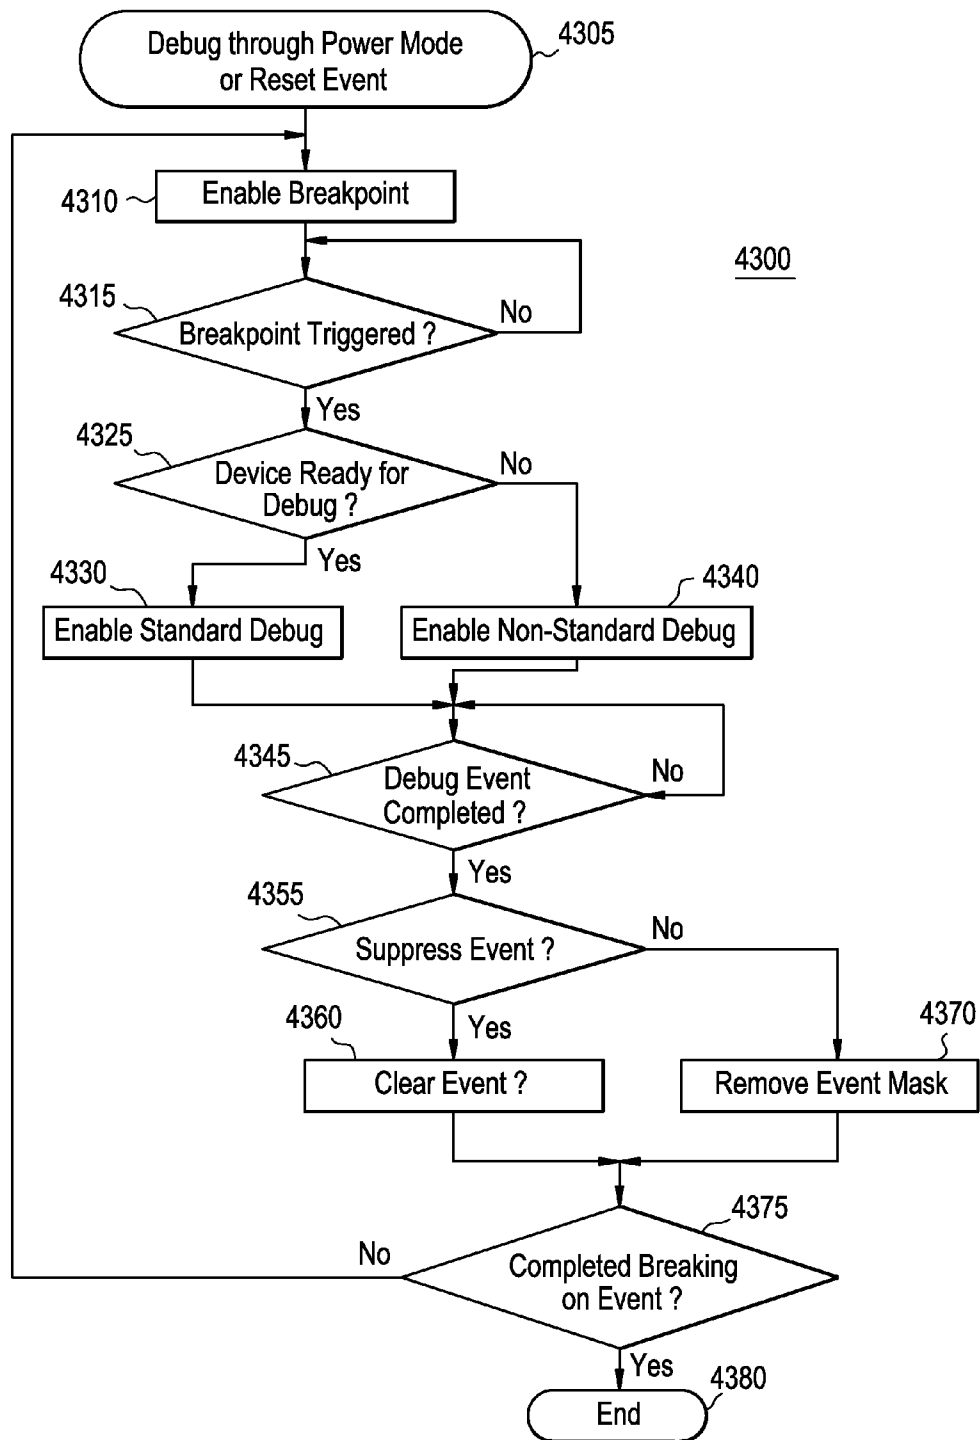 Debug through Power Mode
or Reset Event
4305
Enable Breakpoint
4310
4300
4315
Breakpoint Triggered ?
No
Yes
4325
Device Ready for
Debug ?
No
Yes
4330
Enable Standard Debug
4340
Enable Non-Standard Debug
4345
Debug Event
Completed ?
No
Yes
4355
Suppress Event ?
No
Yes
4360
Clear Event ?
4370
Remove Event Mask
4375
Completed Breaking
on Event ?
No
Yes
4380
End